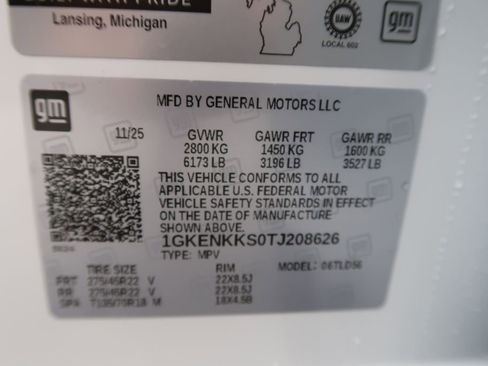 Lansing, Michigan
UAW
LOCAL 602
gm
gm
MFD BY GENERAL MOTORS LLC
11/25 GVWR GAWR FRT GAWR RR
2800 KG 1450 KG 1600 KG
6173 LB 3196 LB 3527 LB
THIS VEHICLE CONFORMS TO ALL
APPLICABLE U.S. FEDERAL MOTOR
VEHICLE SAFETY STANDARDS IN EFFECT
ON THE DATE OF MANUFACTURE
SHOWN ABOVE.
1GKENKKS0TJ208626
TYPE: MPV
TIRE SIZE RIM MODEL: 06TLD56
FRT 275/45R22 V 22X8.5J
RR 275/45R22 V 22X8.5J
SPA T135/70R18 M 18X4.5B